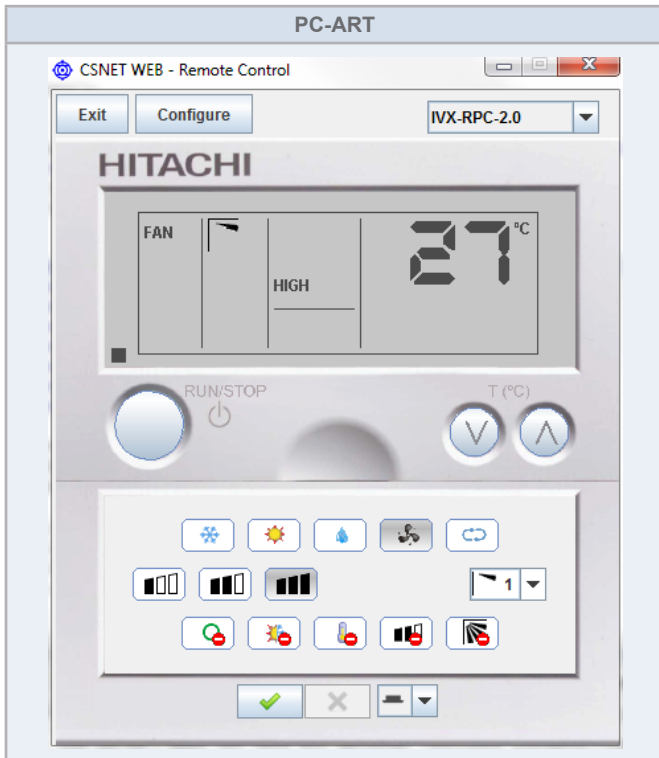 PC-ART
CSNET WEB - Remote Control
Exit Configure IVX-RPC-2.0
HITACHI
FAN 27 °C
HIGH
RUN/STOP T (ºC)
1